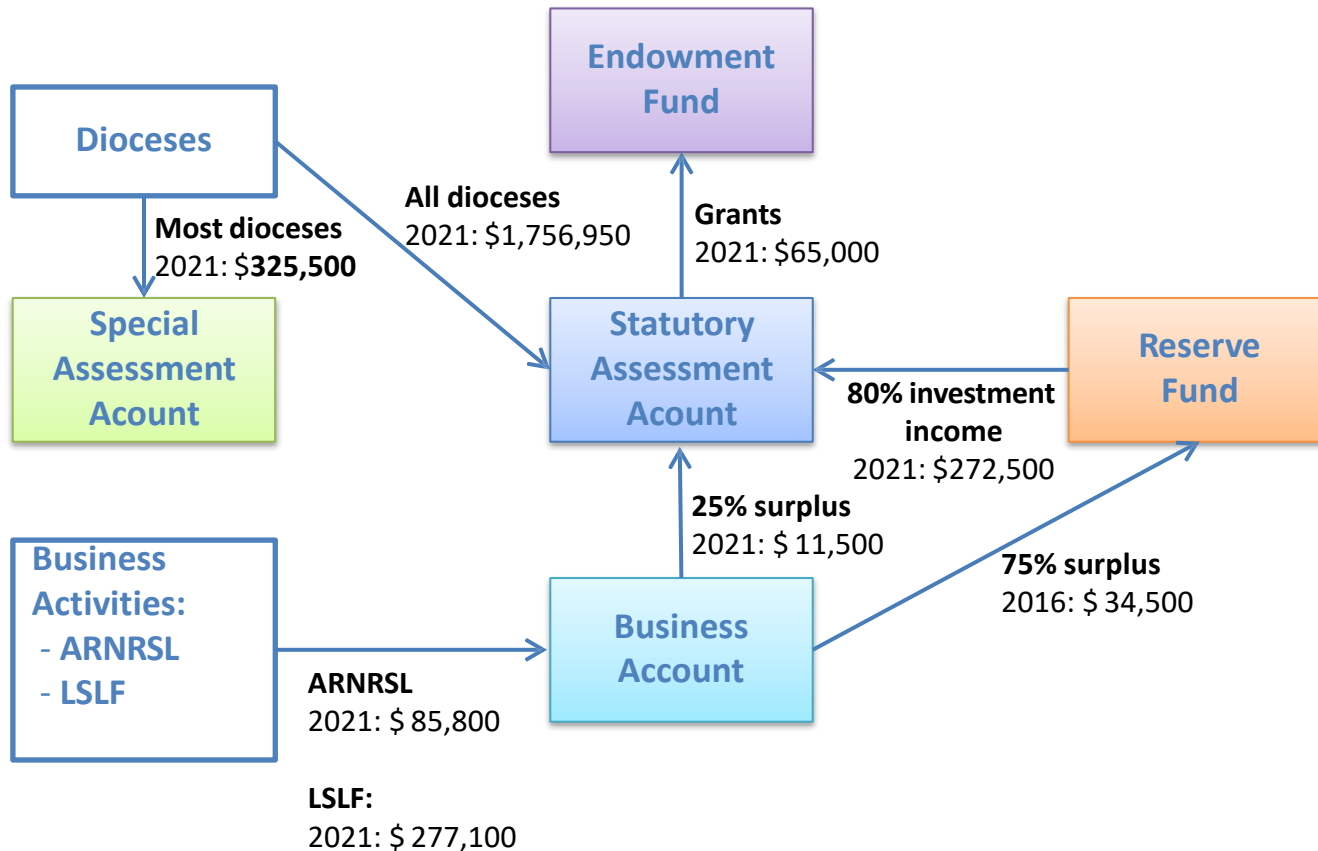 Endowment
Fund
Dioceses
All dioceses
2021: $1,756,950
Grants
2021: $65,000
Most dioceses
2021: $325,500
Special
Assessment
Acount
Statutory
Assessment
Acount
Reserve
Fund
80% investment
income
2021: $272,500
25% surplus
2021: $ 11,500
75% surplus
2016: $ 34,500
Business
Activities:
- ARNRSL
- LSLF
Business
Account
ARNRSL
2021: $ 85,800
LSLF:
2021: $ 277,100